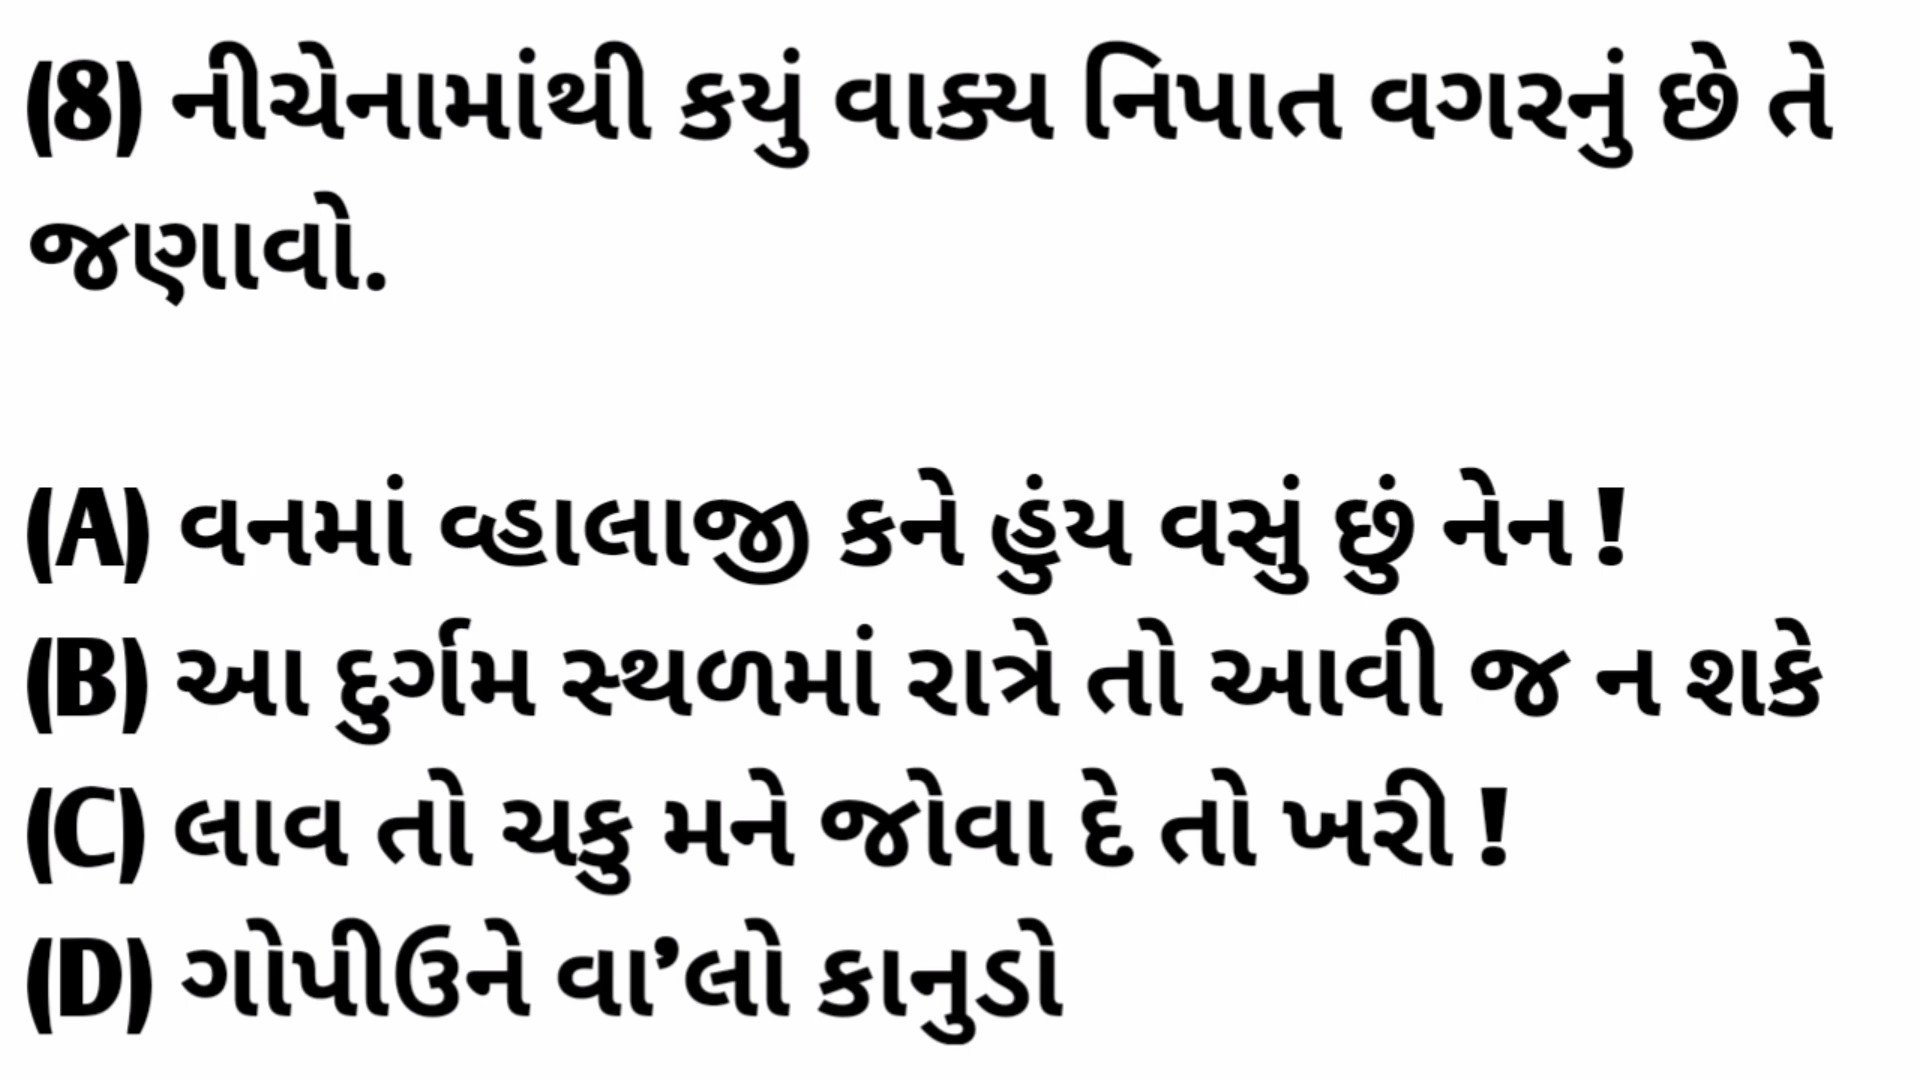 (8) નીચેનામાંથી કયું વાક્ય નિપાત વગરનું છે તે
જણાવો.
(A) વનમાં વ્હાલાજી કને હુંય વસું છું નેન !
(B) આ દુર્ગમ સ્થળમાં રાત્રે તો આવી જ ન શકે
(C) લાવ તો ચકુ મને જોવા દે તો ખરી !
(D) ગોપીઉને વા’લો કાનુડો